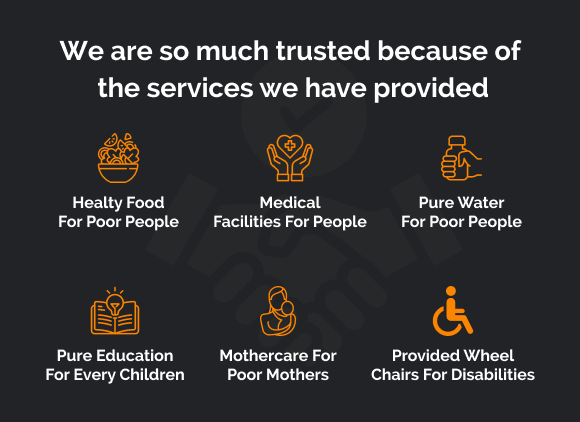 We are so much trusted because of
the services we have provided
Healty Food
For Poor People
Medical
Facilities For People
Pure Water
For Poor People
Pure Education
For Every Children
Mothercare For
Poor Mothers
Provided Wheel
Chairs For Disabilities